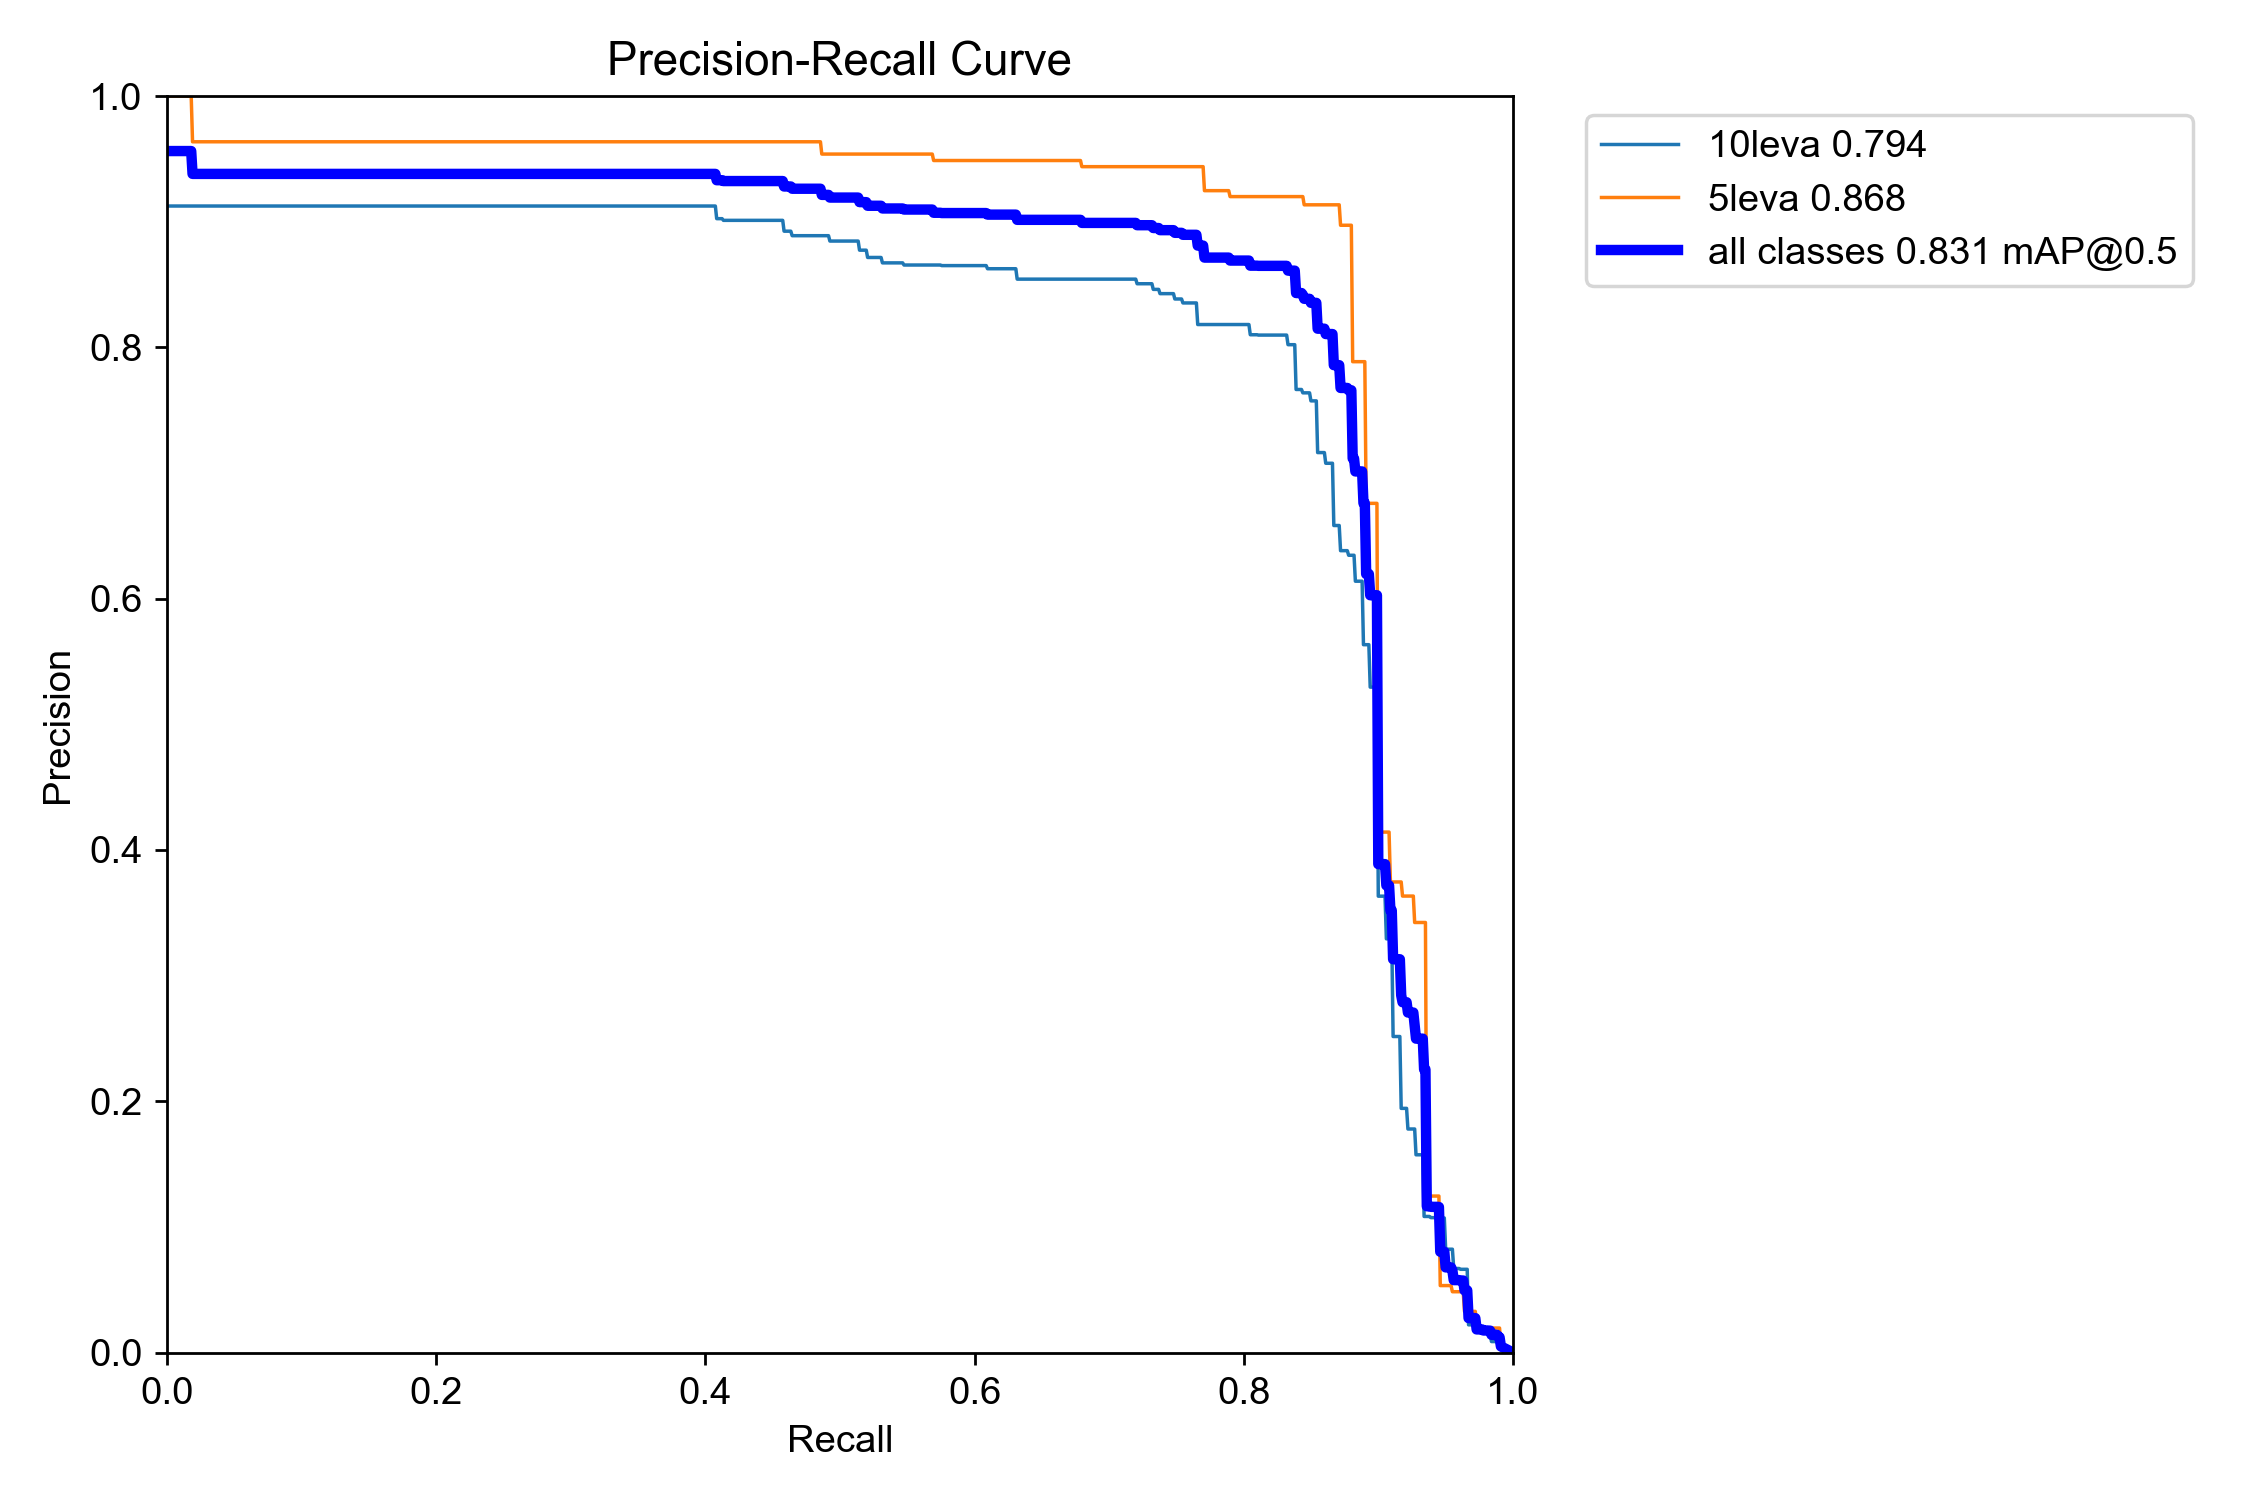 Precision-Recall Curve
1.0
0.8
0.6
0.4
0.2
0.0
Precision
0.0 0.2 0.4 0.6 0.8 1.0
Recall
10leva 0.794
5leva 0.868
all classes 0.831 mAP@0.5